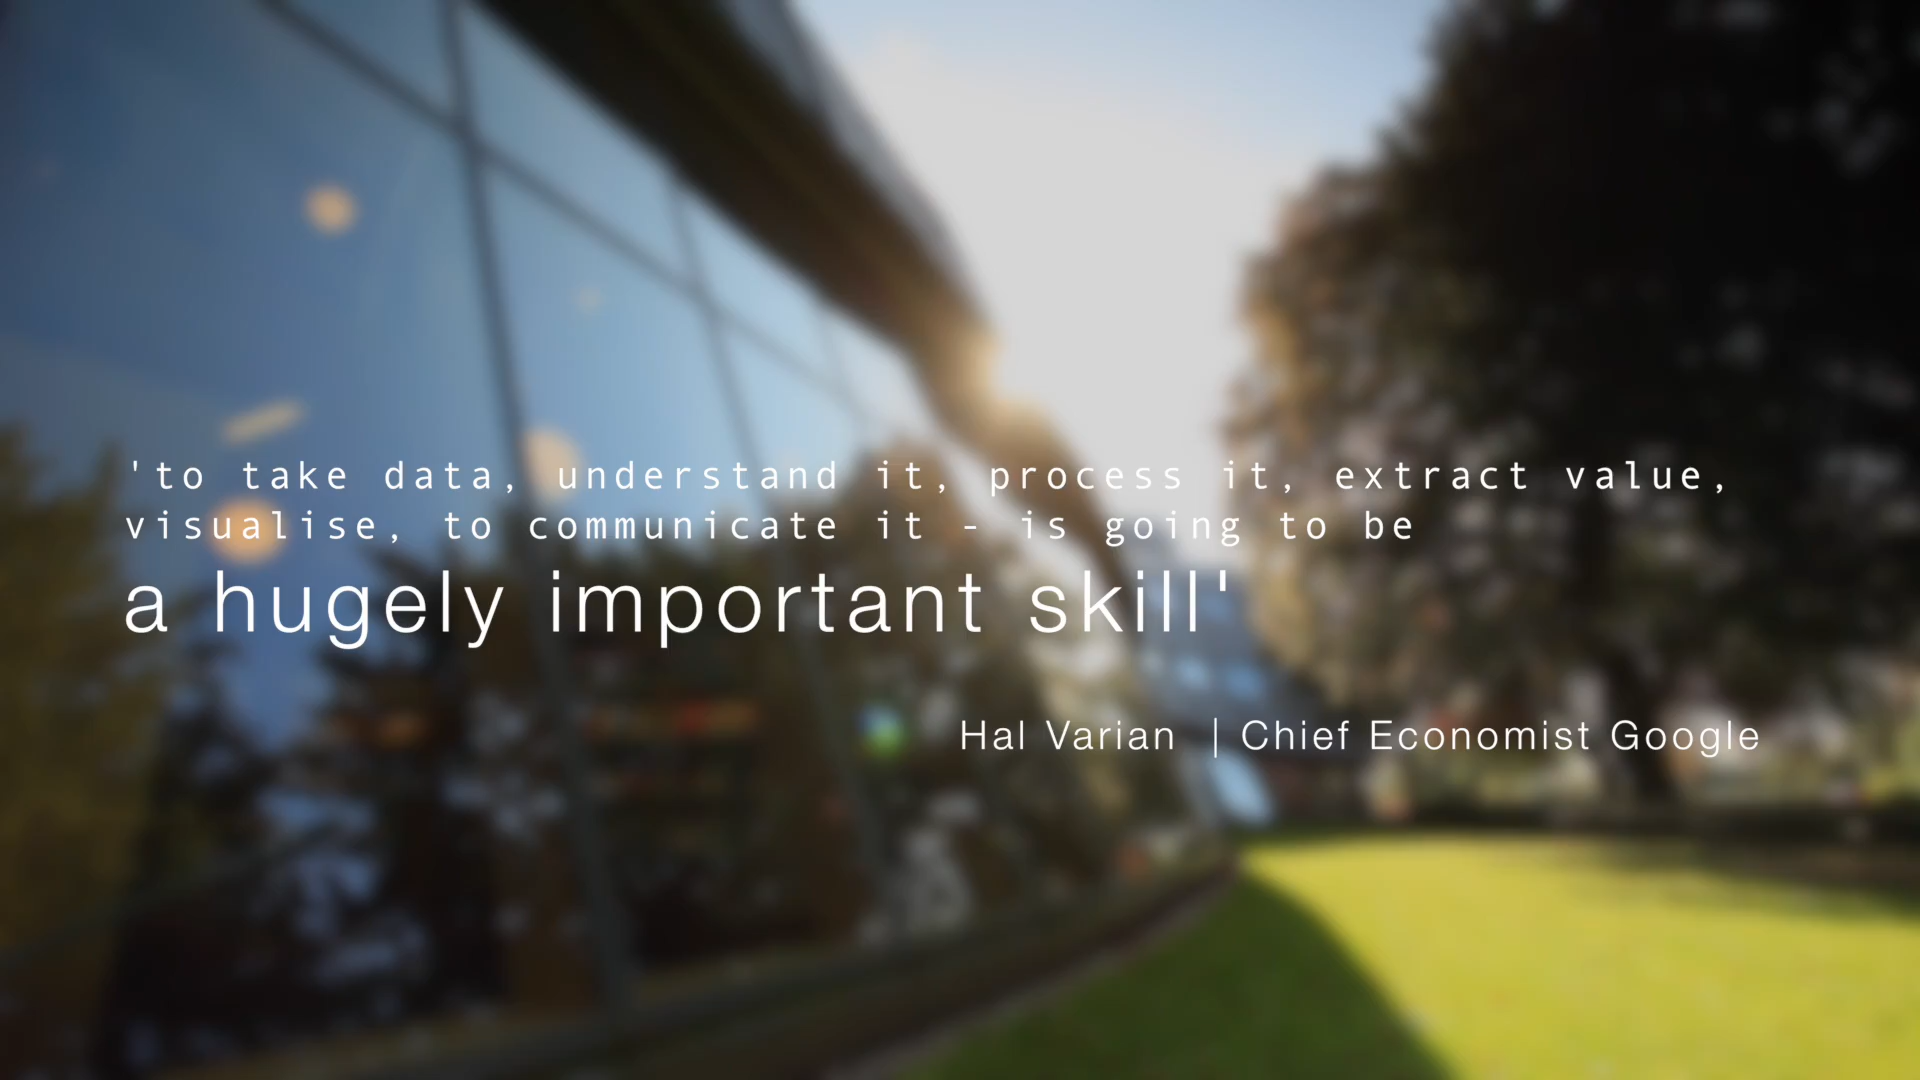 'to take data, understand it, process it, extract value,
visualise, to communicate it - is going to be
a hugely important skill'
Hal Varian | Chief Economist Google